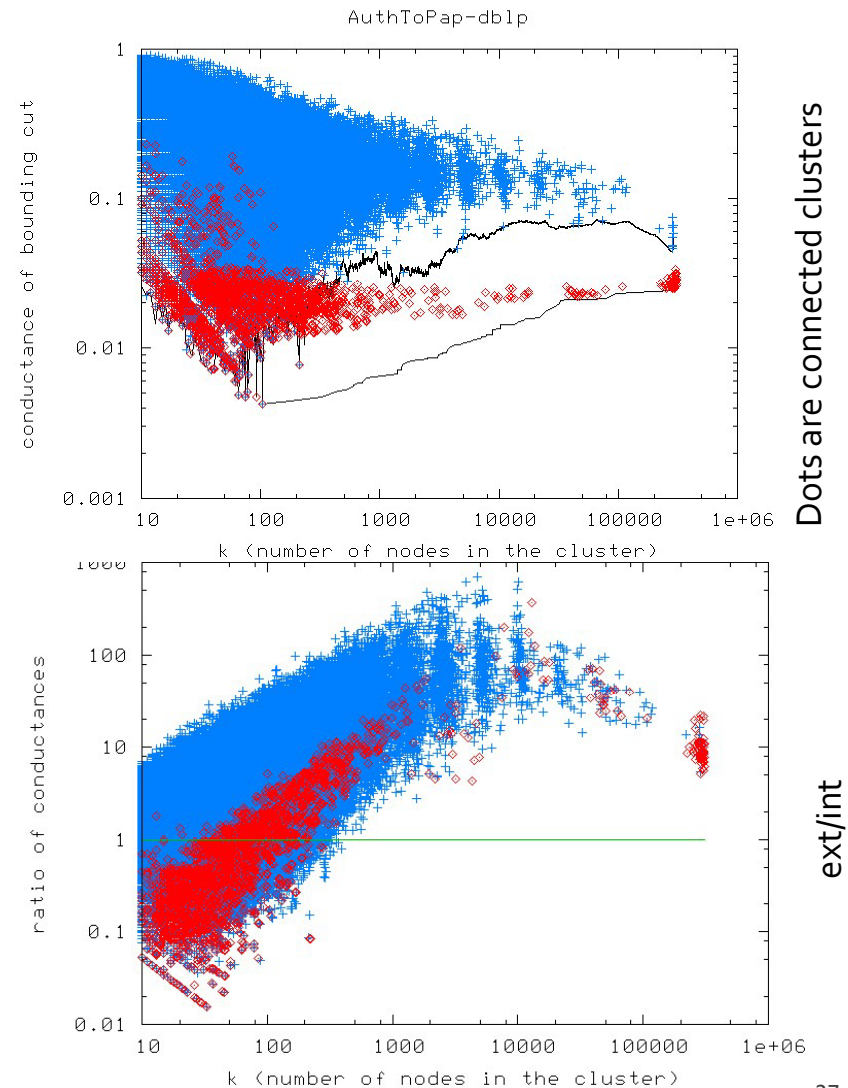 AuthToPap-dblp
1
0.1
0.01
0.001
conductance of bounding cut
10 100 1000 10000 100000 1e+06
k (number of nodes in the cluster)
Dots are connected clusters
1000
100
10
1
0.1
0.01
ratio of conductances
10 100 1000 10000 100000 1e+06
k (number of nodes in the cluster)
ext/int